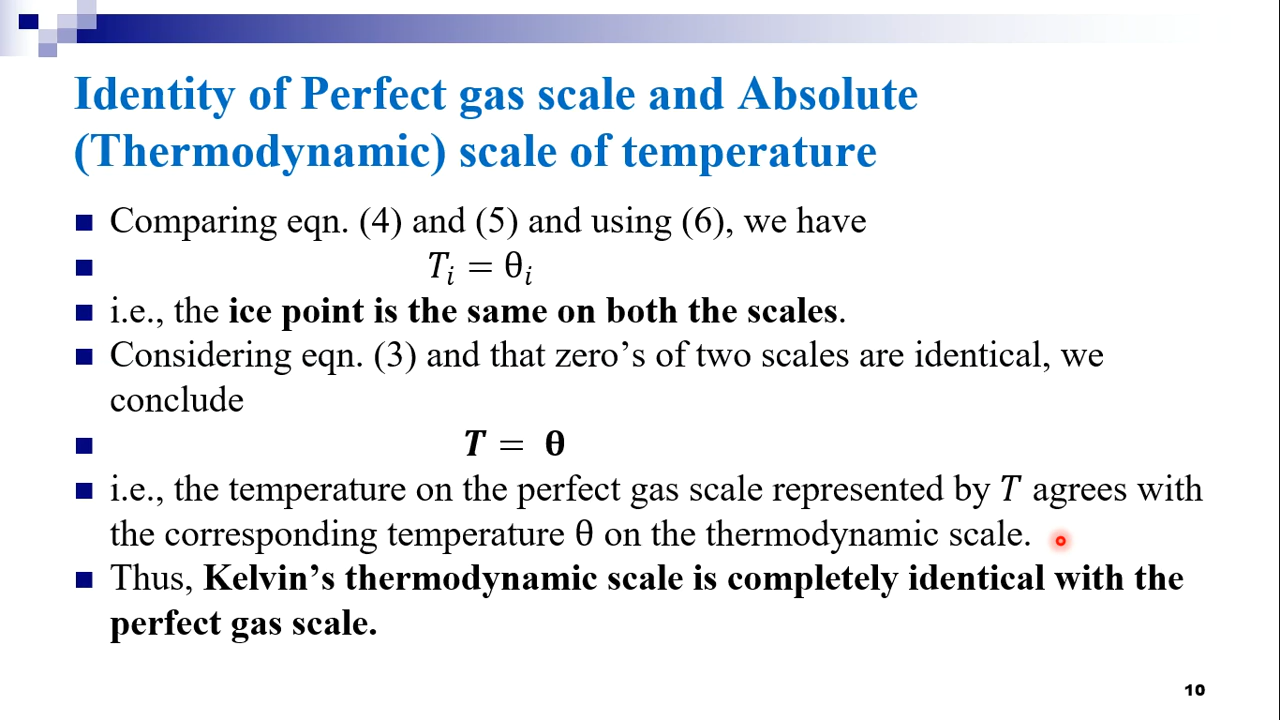 Identity of Perfect gas scale and Absolute
(Thermodynamic) scale of temperature
Comparing eqn. (4) and (5) and using (6), we have
Tᵢ = θᵢ
i.e., the ice point is the same on both the scales.
Considering eqn. (3) and that zero’s of two scales are identical, we
conclude
T = θ
i.e., the temperature on the perfect gas scale represented by T agrees with
the corresponding temperature θ on the thermodynamic scale.
Thus, Kelvin’s thermodynamic scale is completely identical with the
perfect gas scale.
10